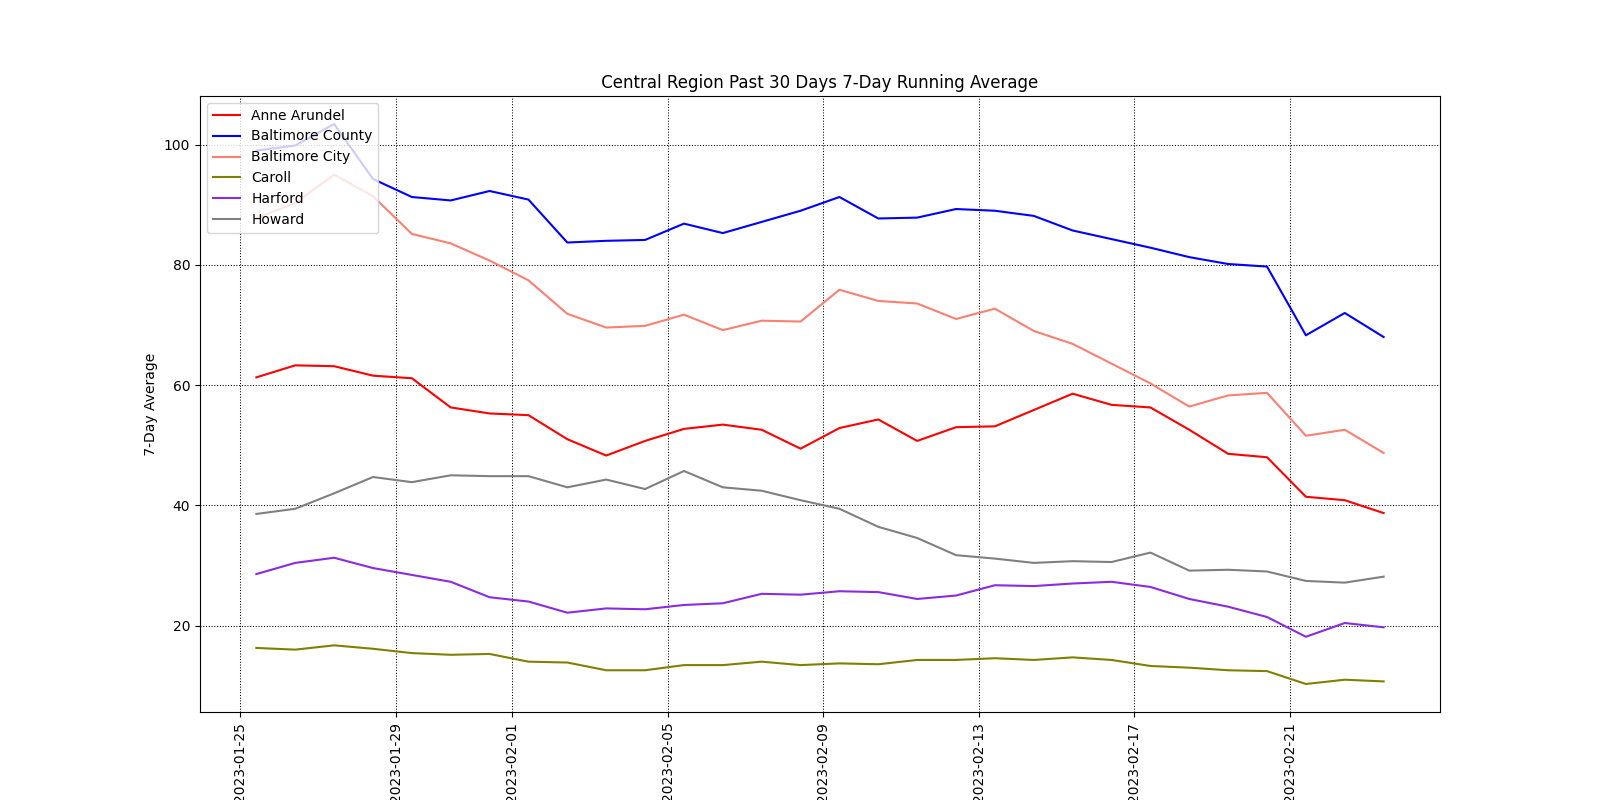 Central Region Past 30 Days 7-Day Running Average
Anne Arundel
Baltimore County
Baltimore City
Caroll
Harford
Howard
100
80
60
40
20
7-Day Average
2023-01-25
2023-01-29
2023-02-01
2023-02-05
2023-02-09
2023-02-13
2023-02-17
2023-02-21